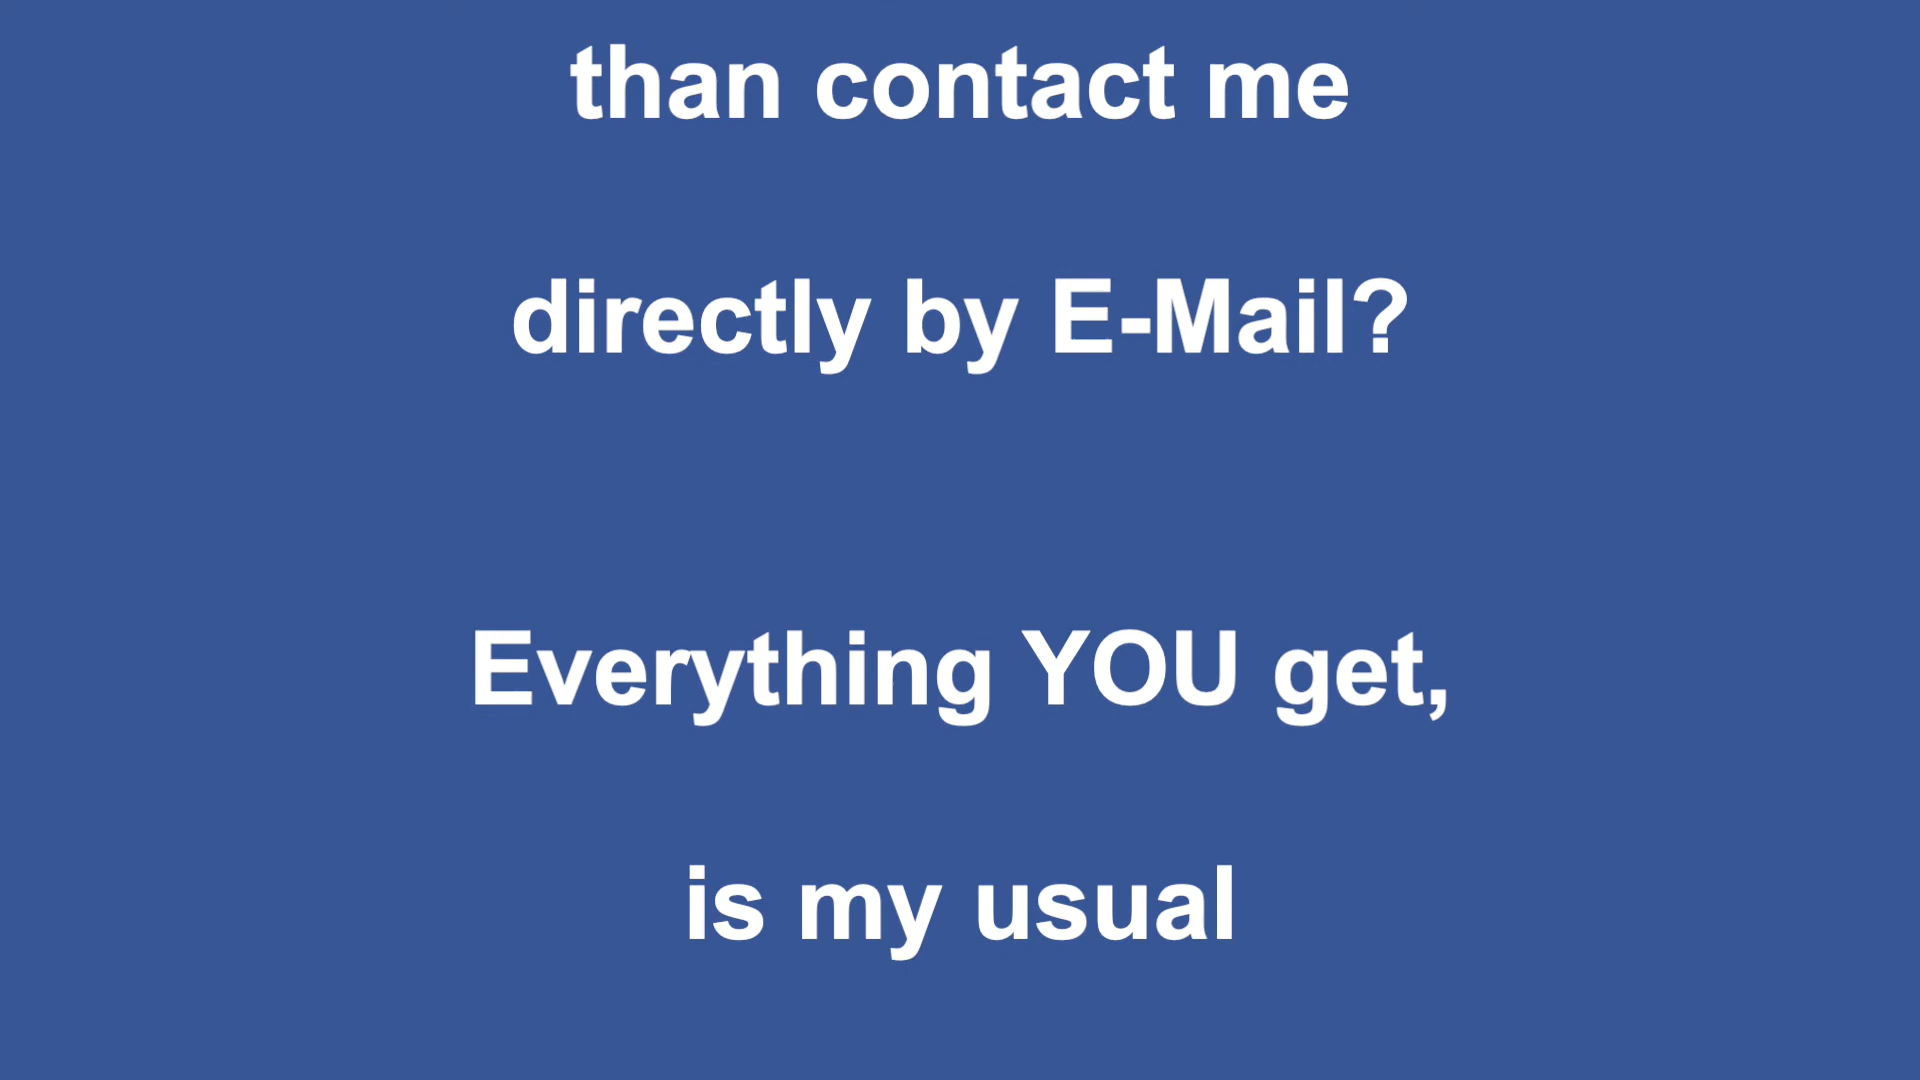 than contact me
directly by E-Mail?
Everything YOU get,
is my usual